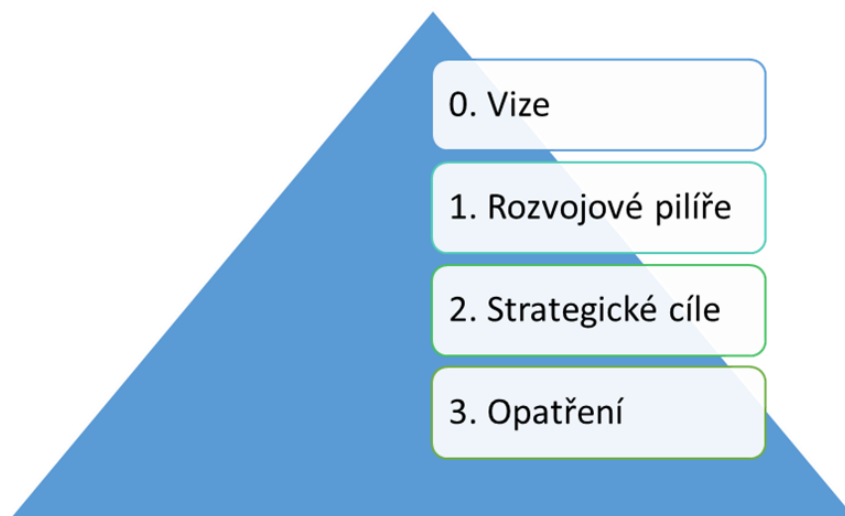 0. Vize
1. Rozvojové pilíře
2. Strategické cíle
3. Opatření